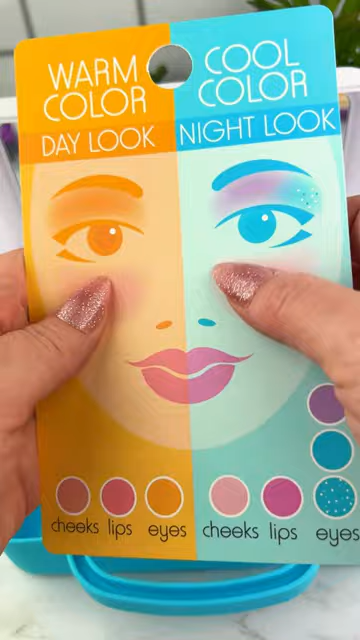 WARM
COLOR
DAY LOOK
COOL
COLOR
NIGHT LOOK
cheeks lips eyes
cheeks lips eyes